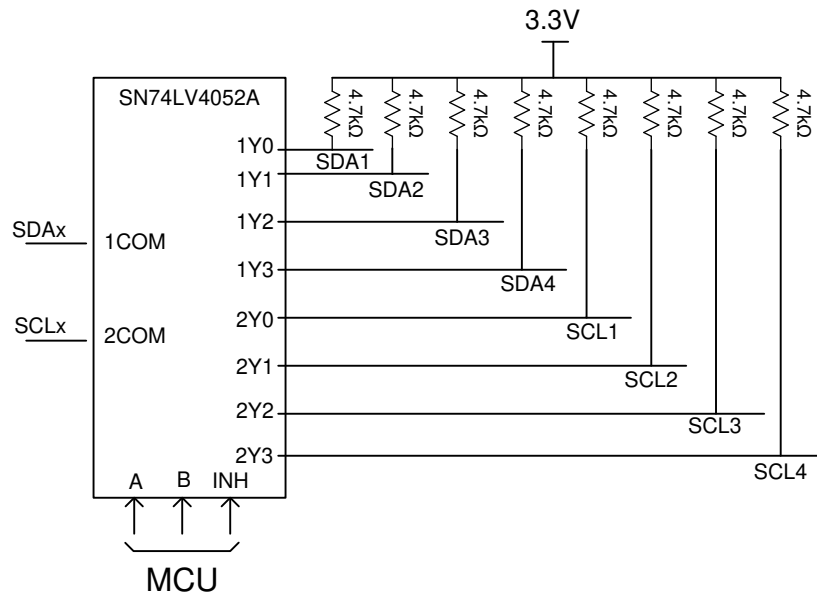 3.3V
SN74LV4052A
4.7kΩ
4.7kΩ
4.7kΩ
4.7kΩ
4.7kΩ
4.7kΩ
4.7kΩ
4.7kΩ
1Y0
SDA1
1Y1
SDA2
1Y2
SDA3
SDAx
1COM
1Y3
SDA4
SCLx
2COM
2Y0
SCL1
2Y1
SCL2
2Y2
SCL3
2Y3
SCL4
A B INH
MCU